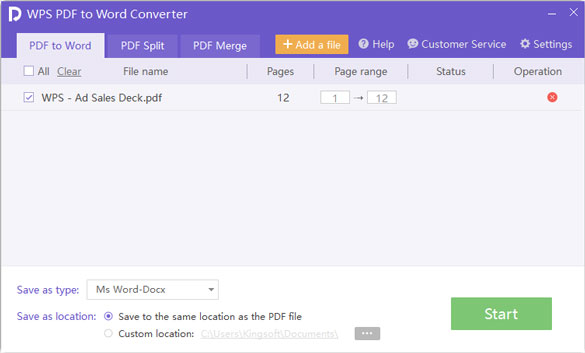 WPS PDF to Word Converter
PDF to Word PDF Split PDF Merge + Add a file ? Help Customer Service Settings
All Clear File name Pages Page range Status Operation
WPS - Ad Sales Deck.pdf 12 1 → 12
Save as type: Ms Word-Docx
Save as location: Save to the same location as the PDF file
Custom location: C:\Users\Kingsoft\Documents\ ...
Start